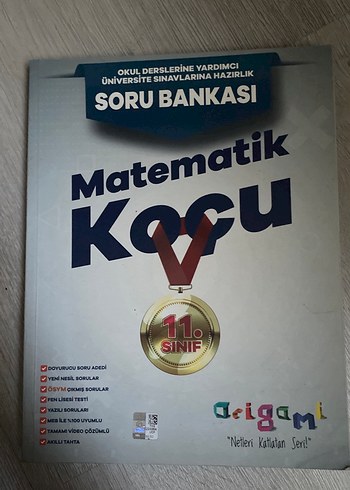 OKUL DERSLERİNE YARDIMCI
ÜNİVERSİTE SINAVLARINA HAZIRLIK
SORU BANKASI
Matematik
Koçu
11.
SINIF
DOYURUCU SORU ADEDİ
YENİ NESİL SORULAR
ÖSYM ÇIKMIŞ SORULAR
FEN LİSESİ TESTİ
YAZILI SORULARI
MEB İLE %100 UYUMLU
TAMAMI VİDEO ÇÖZÜMLÜ
AKILLI TAHTA
origami
"Netleri Katlatan Seri!"